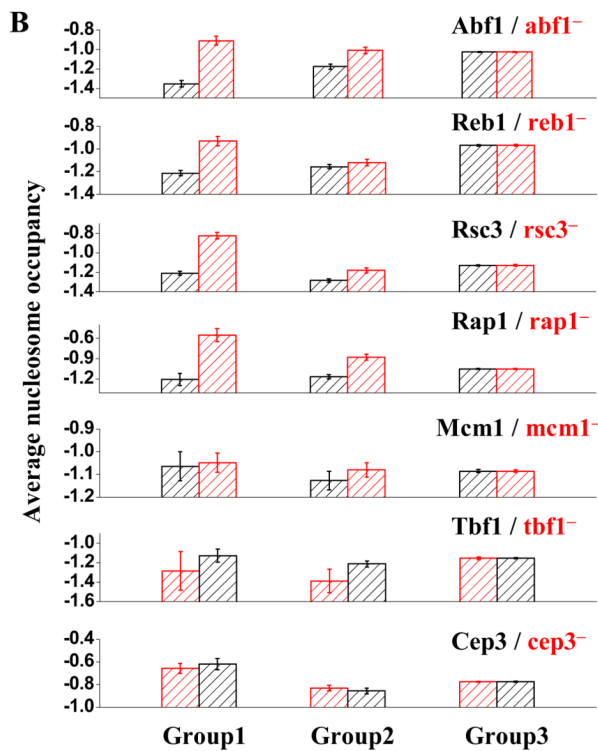 B
Average nucleosome occupancy
Abf1 / abf1−
-0.8
-1.0
-1.2
-1.4
Reb1 / reb1−
-0.8
-1.0
-1.2
-1.4
Rsc3 / rsc3−
-0.8
-1.0
-1.2
-1.4
Rap1 / rap1−
-0.6
-0.9
-1.2
Mcm1 / mcm1−
-0.9
-1.0
-1.1
-1.2
Tbf1 / tbf1−
-1.0
-1.2
-1.4
-1.6
Cep3 / cep3−
-0.4
-0.6
-0.8
-1.0
Group1 Group2 Group3